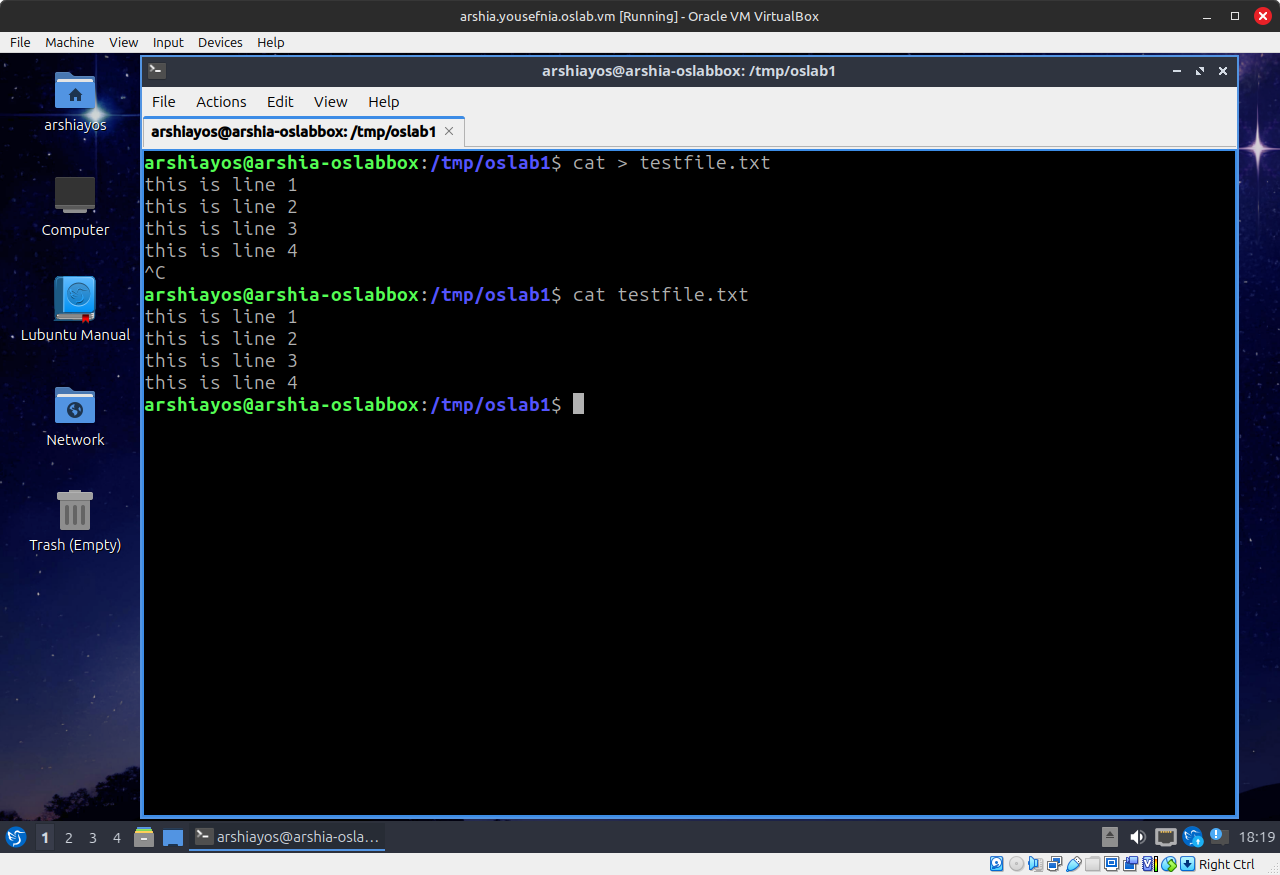 arshia.yousefnia.oslab.vm [Running] - Oracle VM VirtualBox
File Machine View Input Devices Help
arshiayos@arshia-oslabbox: /tmp/oslab1
File Actions Edit View Help
arshiayos@arshia-oslabbox: /tmp/oslab1
arshiayos@arshia-oslabbox:/tmp/oslab1$ cat > testfile.txt
this is line 1
this is line 2
this is line 3
this is line 4
^C
arshiayos@arshia-oslabbox:/tmp/oslab1$ cat testfile.txt
this is line 1
this is line 2
this is line 3
this is line 4
arshiayos@arshia-oslabbox:/tmp/oslab1$
arshiayos
Computer
Lubuntu Manual
Network
Trash (Empty)
1 2 3 4 arshiayos@arshia-osla... 18:19
Right Ctrl